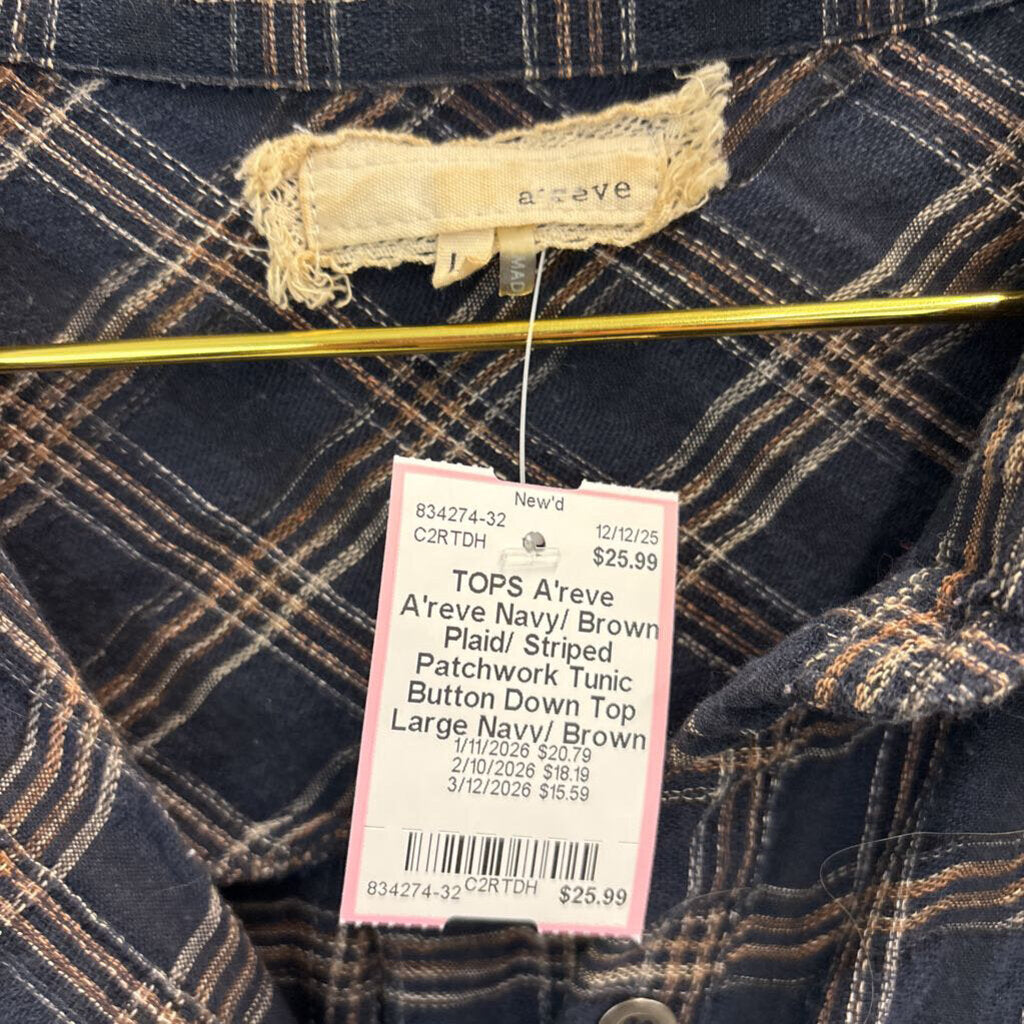 a'reve
L
MAD
New'd
834274-32
12/12/25
C2RTDH
$25.99
TOPS A'reve
A'reve Navy/ Brown
Plaid/ Striped
Patchwork Tunic
Button Down Top
Large Navy/ Brown
1/11/2026 $20.79
2/10/2026 $18.19
3/12/2026 $15.59
834274-32 C2RTDH $25.99